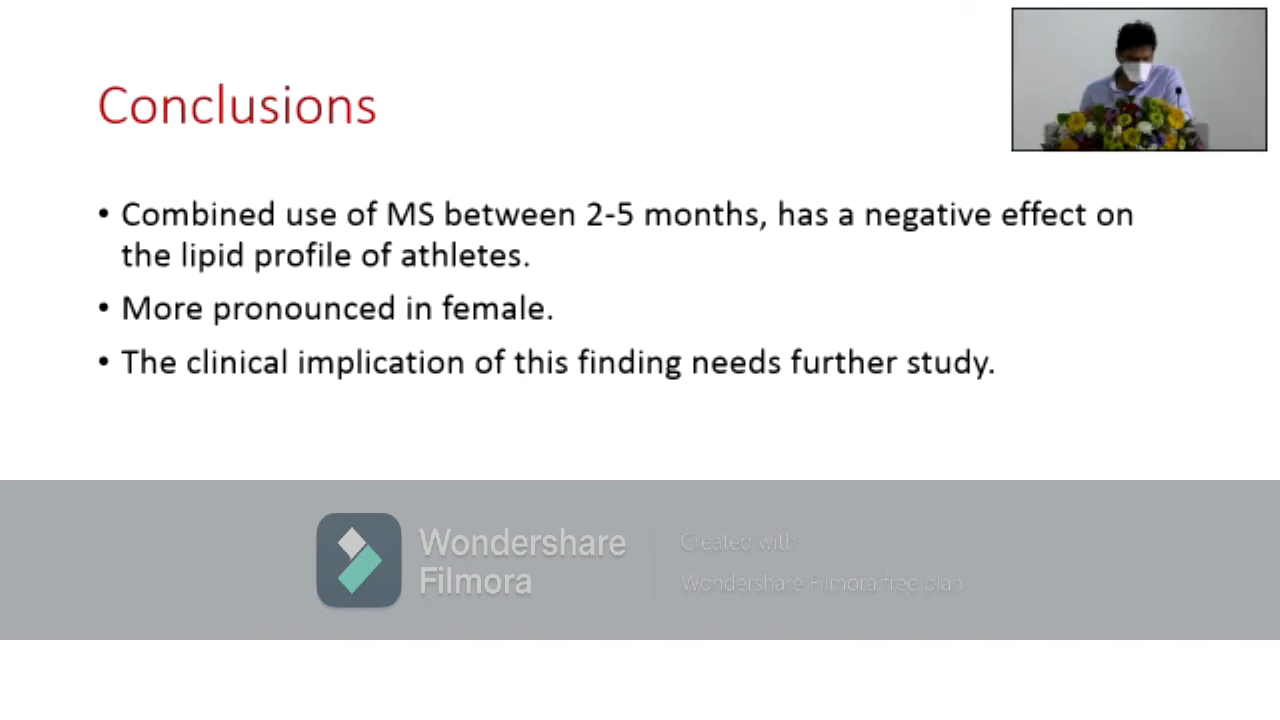 Conclusions
• Combined use of MS between 2-5 months, has a negative effect on
the lipid profile of athletes.
• More pronounced in female.
• The clinical implication of this finding needs further study.
Wondershare
Filmora
Created with
Wondershare Filmora free plan